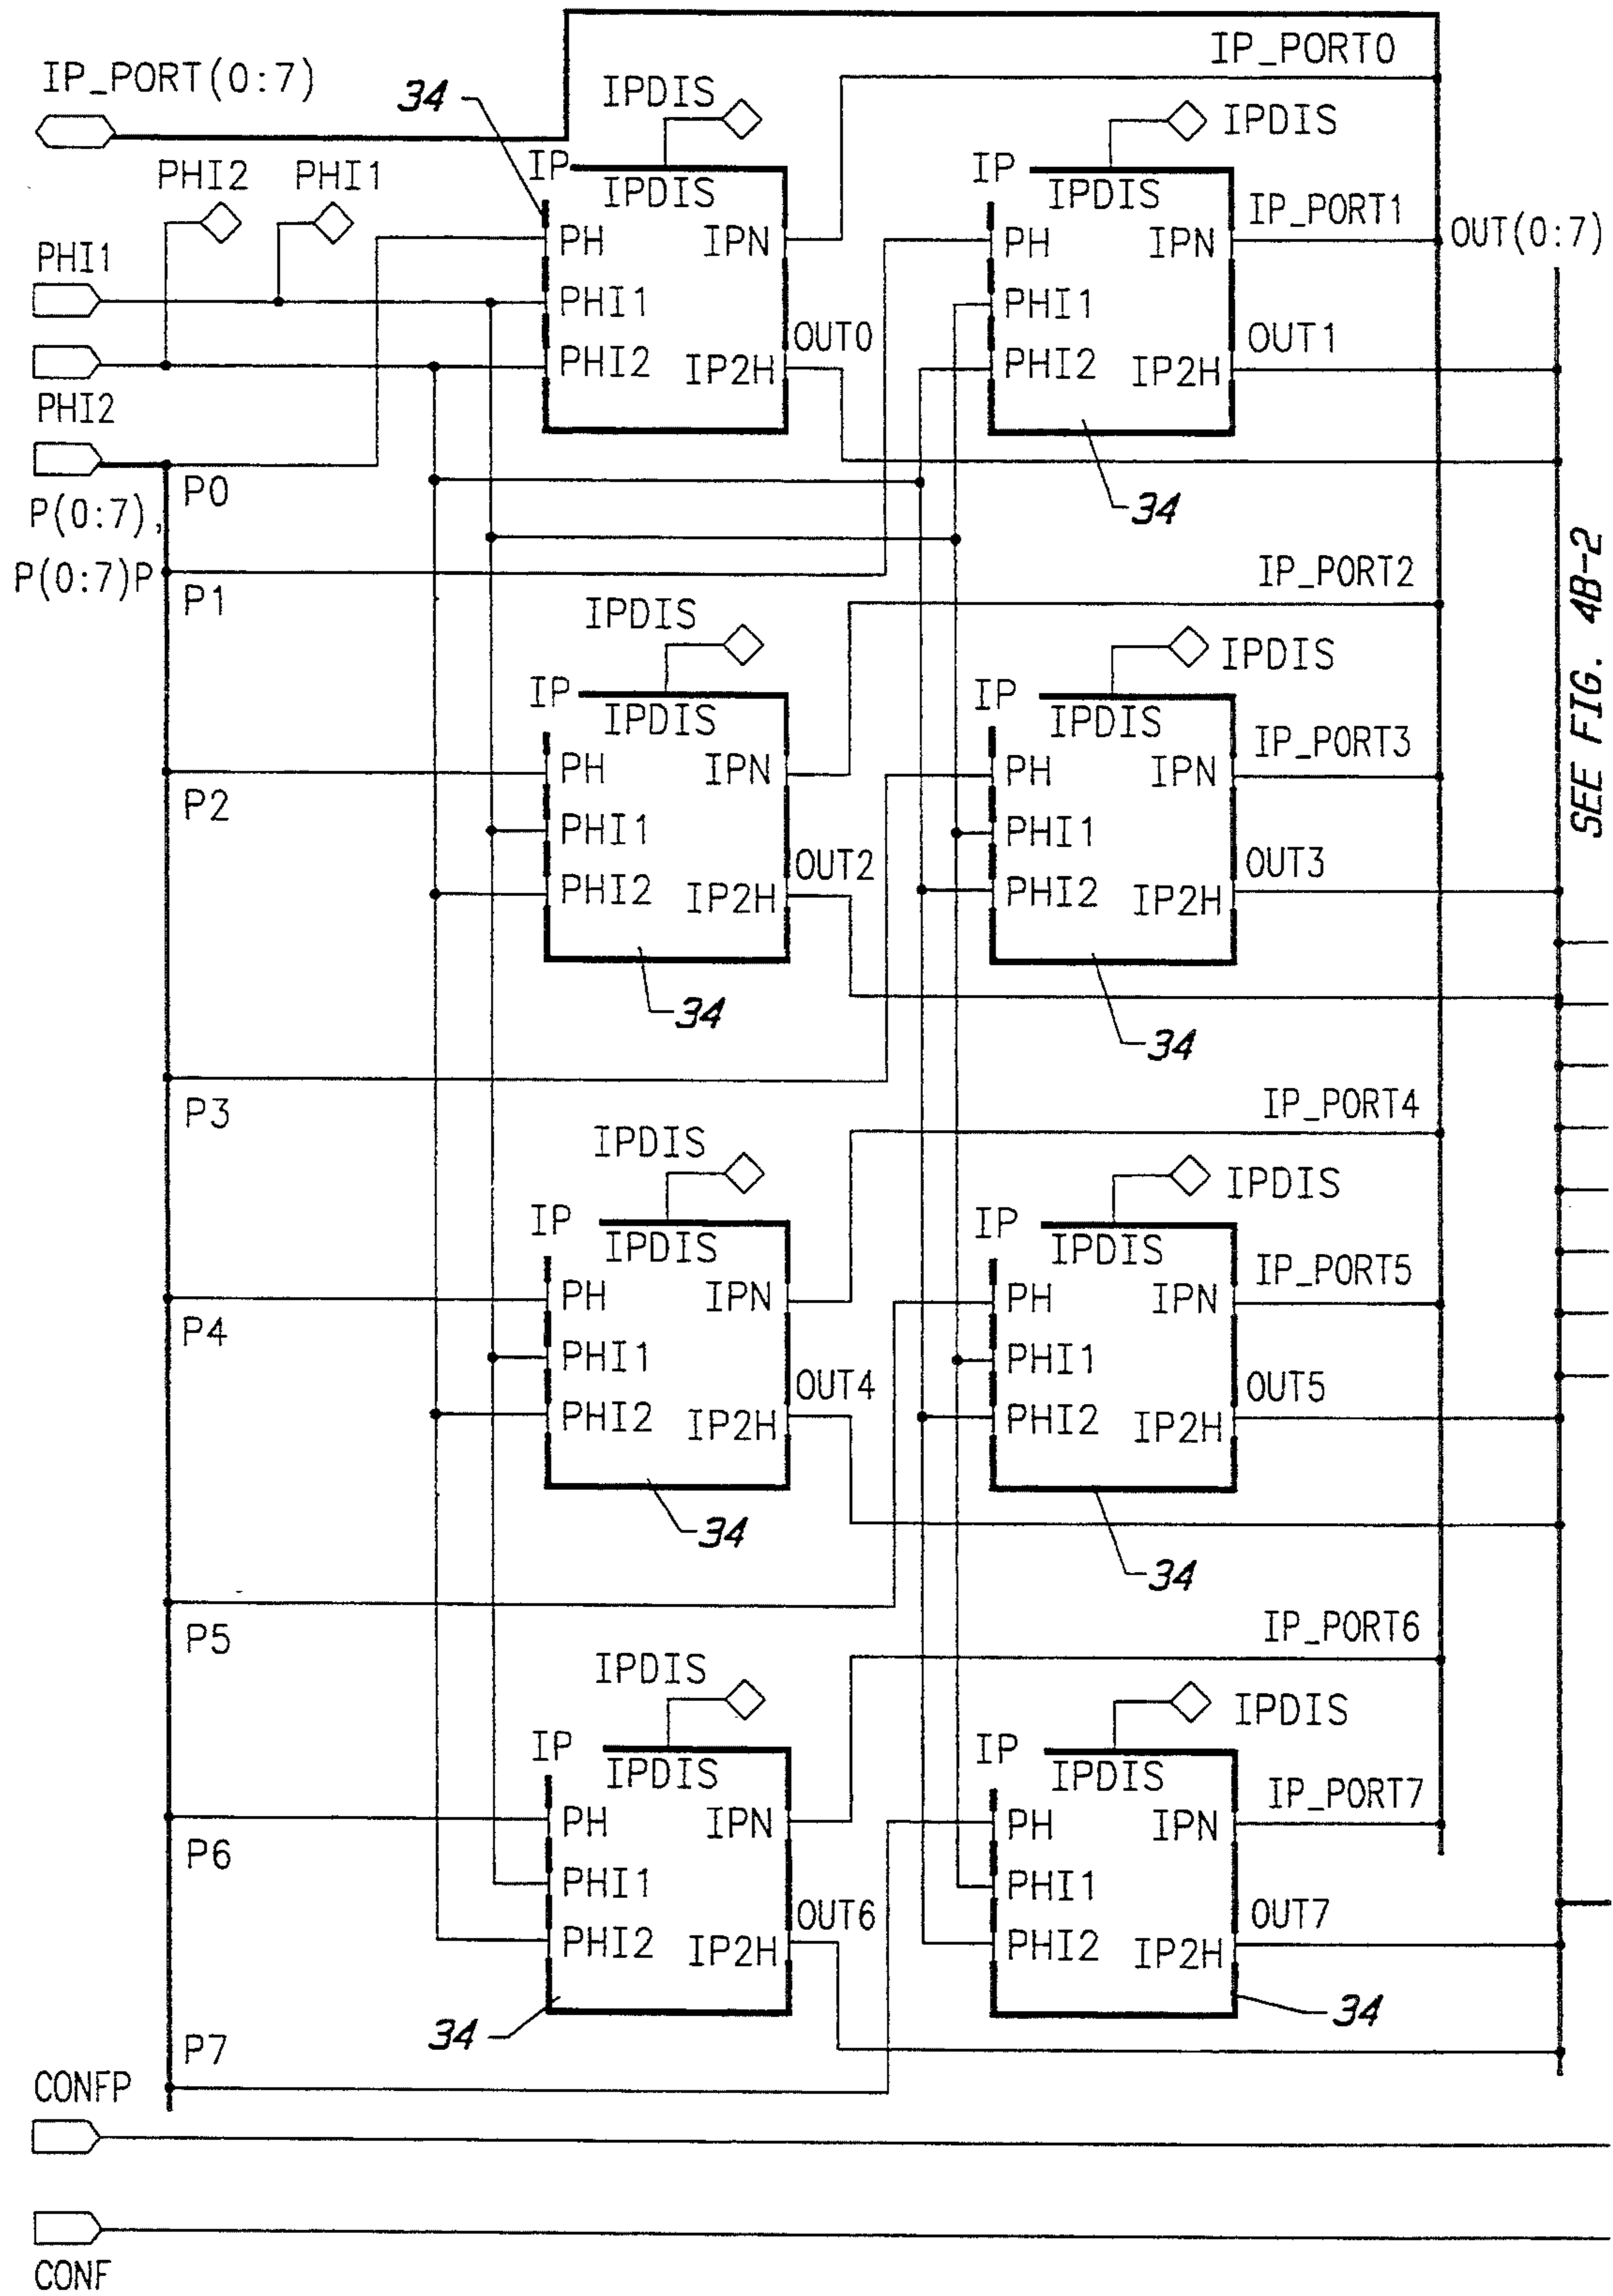 IP_PORT0
IP_PORT(0:7)
34
IPDIS
IPDIS
PHI2
PHI1
IP
IPDIS
IP
IPDIS
IP_PORT1
PHI1
PH
IPN
PH
IPN
OUT(0:7)
PHI1
PHI1
OUT0
OUT1
PHI2
IP2H
PHI2
IP2H
PHI2
P0
34
P(0:7),
P(0:7)P
P1
IP_PORT2
SEE FIG. 4B-2
IPDIS
IPDIS
IP
IPDIS
IP
IPDIS
IP_PORT3
PH
IPN
PH
IPN
P2
PHI1
PHI1
OUT2
OUT3
PHI2
IP2H
PHI2
IP2H
34
34
P3
IP_PORT4
IPDIS
IPDIS
IP
IPDIS
IP
IPDIS
IP_PORT5
PH
IPN
PH
IPN
P4
PHI1
PHI1
OUT4
OUT5
PHI2
IP2H
PHI2
IP2H
34
34
P5
IP_PORT6
IPDIS
IPDIS
IP
IPDIS
IP
IPDIS
IP_PORT7
PH
IPN
PH
IPN
P6
PHI1
PHI1
OUT6
OUT7
PHI2
IP2H
PHI2
IP2H
34
34
P7
CONFP
CONF